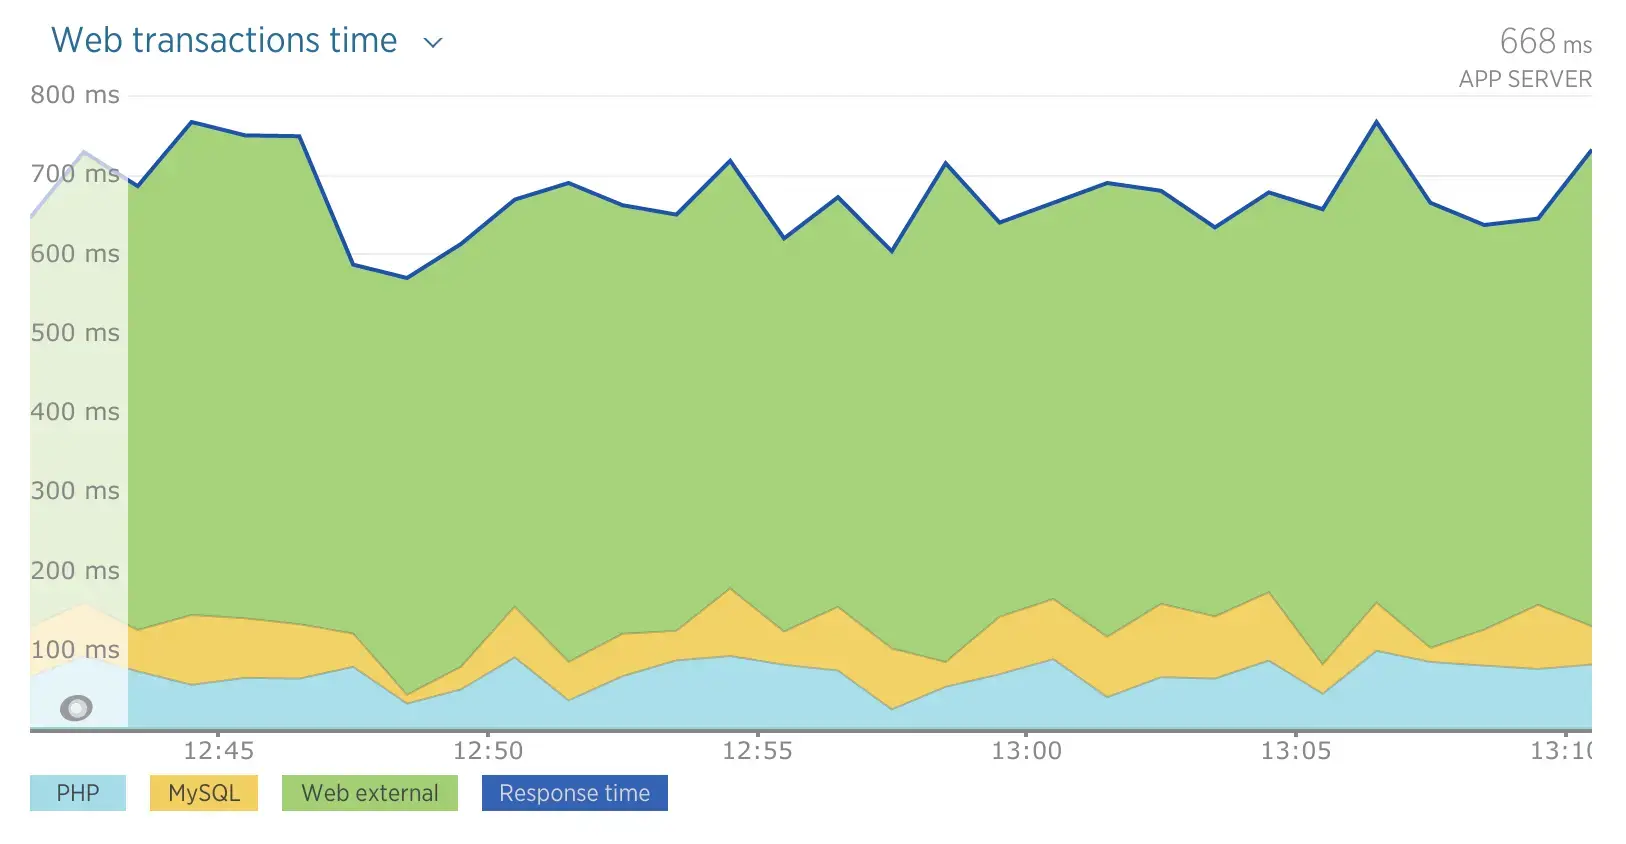 Web transactions time
668 ms
APP SERVER
800 ms
700 ms
600 ms
500 ms
400 ms
300 ms
200 ms
100 ms
12:45 12:50 12:55 13:00 13:05 13:10
PHP MySQL Web external Response time